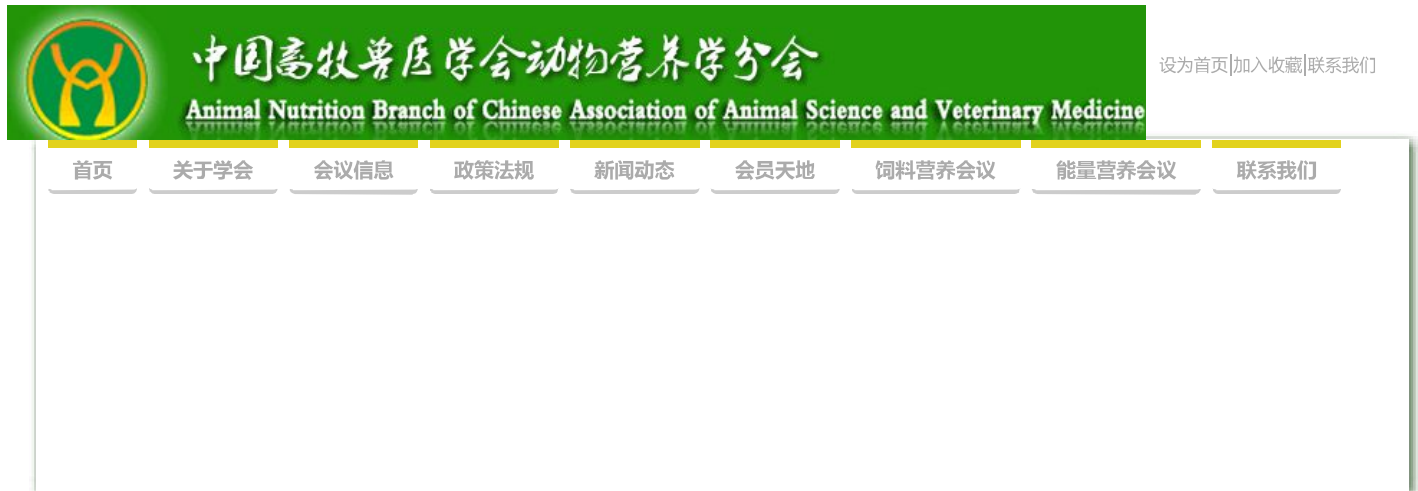 中国畜牧兽医学会动物营养学分会
Animal Nutrition Branch of Chinese Association of Animal Science and Veterinary Medicine
设为首页|加入收藏|联系我们
首页 关于学会 会议信息 政策法规 新闻动态 会员天地 饲料营养会议 能量营养会议 联系我们